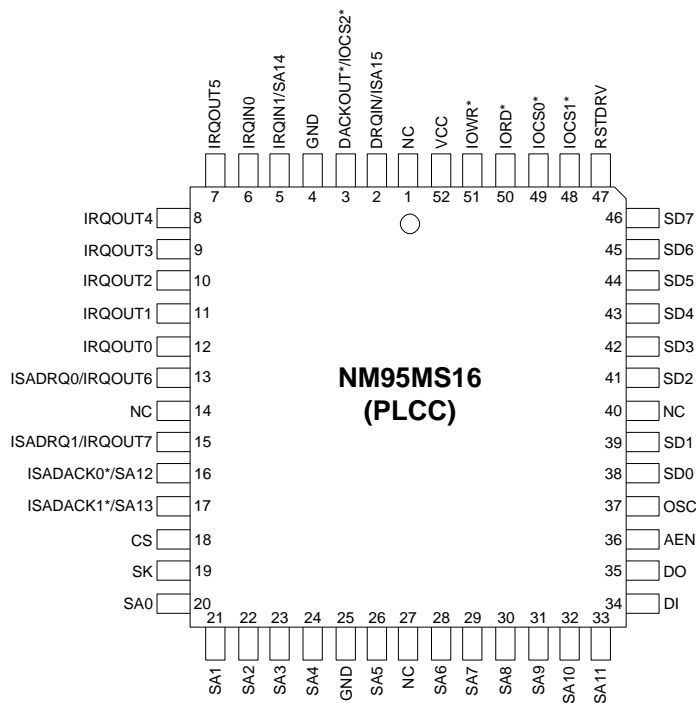 IRQOUT5
IRQIN0
IRQIN1/SA14
GND
DACKOUT*/IOCS2*
DRQIN/ISA15
NC
VCC
IOWR*
IORD*
IOCS0*
IOCS1*
RSTDRV
7 6 5 4 3 2 1 52 51 50 49 48 47
IRQOUT4 8
IRQOUT3 9
IRQOUT2 10
IRQOUT1 11
IRQOUT0 12
ISADRQ0/IRQOUT6 13
NC 14
ISADRQ1/IRQOUT7 15
ISADACK0*/SA12 16
ISADACK1*/SA13 17
CS 18
SK 19
SA0 20
NM95MS16
(PLCC)
46 SD7
45 SD6
44 SD5
43 SD4
42 SD3
41 SD2
40 NC
39 SD1
38 SD0
37 OSC
36 AEN
35 DO
34 DI
21 22 23 24 25 26 27 28 29 30 31 32 33
SA1
SA2
SA3
SA4
GND
SA5
NC
SA6
SA7
SA8
SA9
SA10
SA11